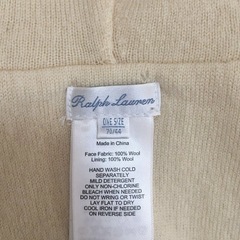 Ralph Lauren
ONE SIZE
70/64
Made in China
Face Fabric: 100% Wool
Lining: 100% Wool
HAND WASH COLD
SEPARATELY
MILD DETERGENT
ONLY NON-CHLORINE
BLEACH WHEN NEEDED
DO NOT WRING OR TWIST
LAY FLAT TO DRY
COOL IRON IF NEEDED
ON REVERSE SIDE